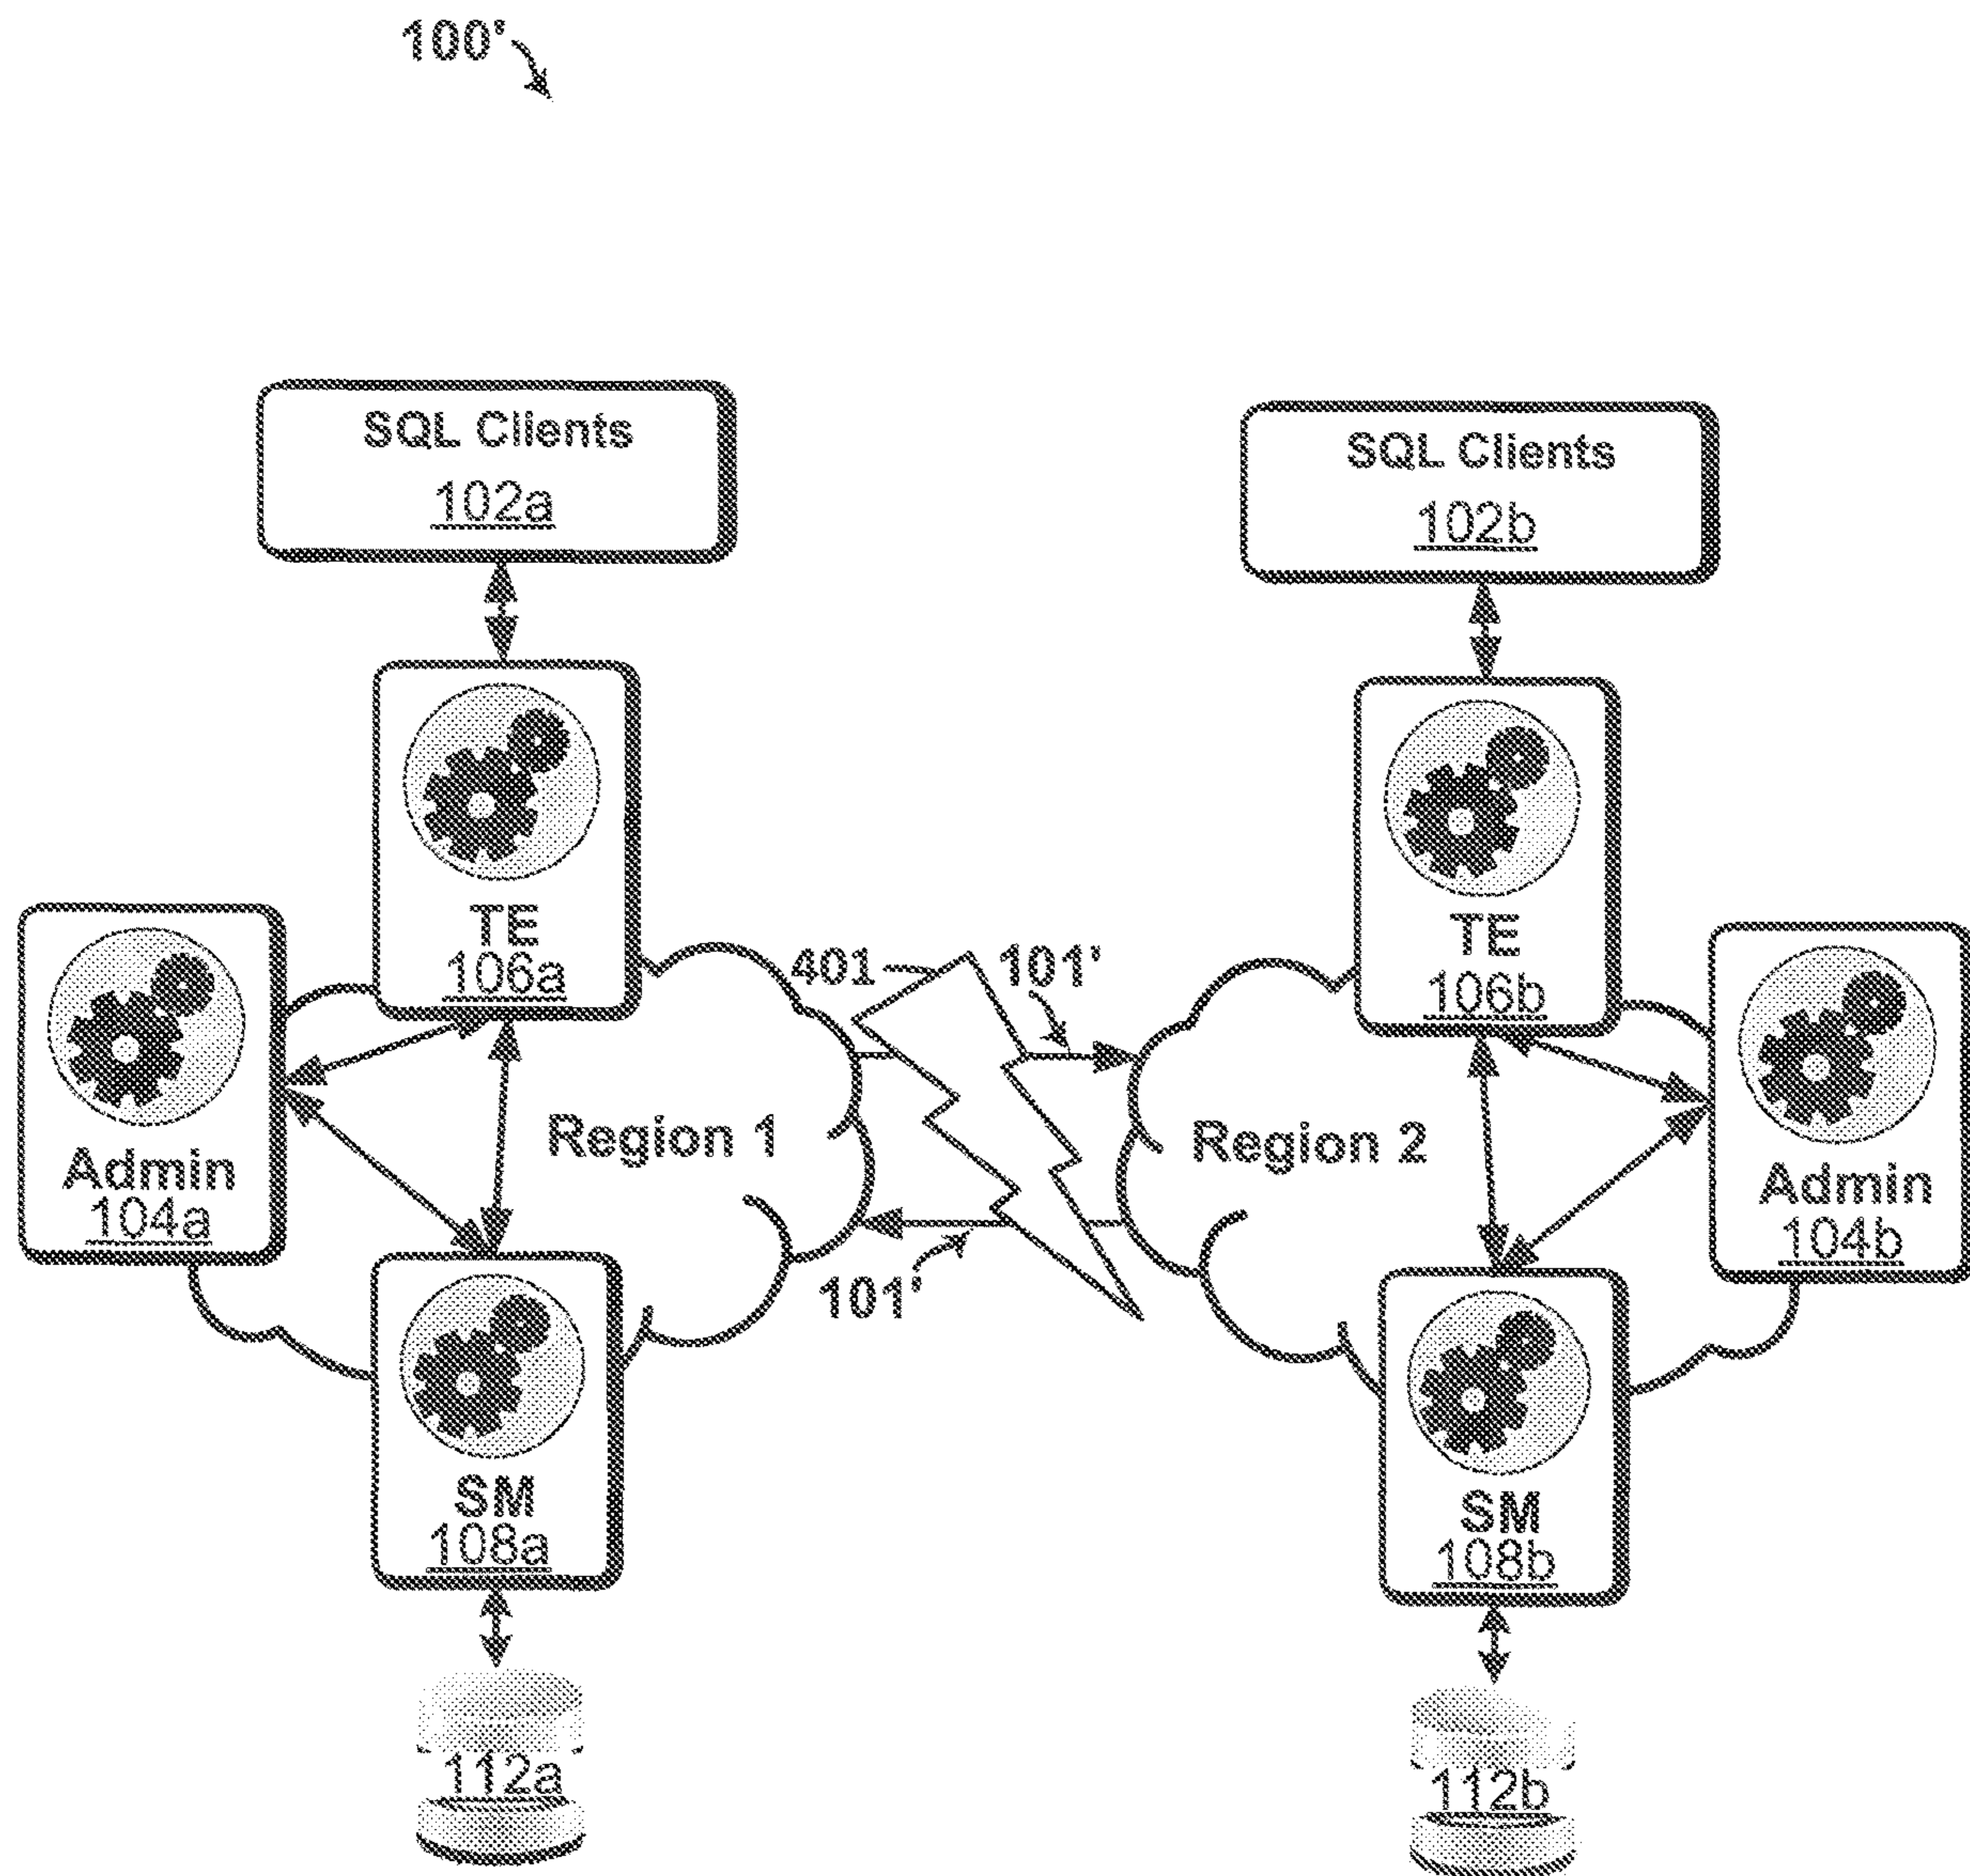 100'
SQL Clients
102a
SQL Clients
102b
TE
106a
TE
106b
Admin
104a
401
101'
Region 1
Region 2
Admin
104b
101'
SM
108a
SM
108b
112a
112b